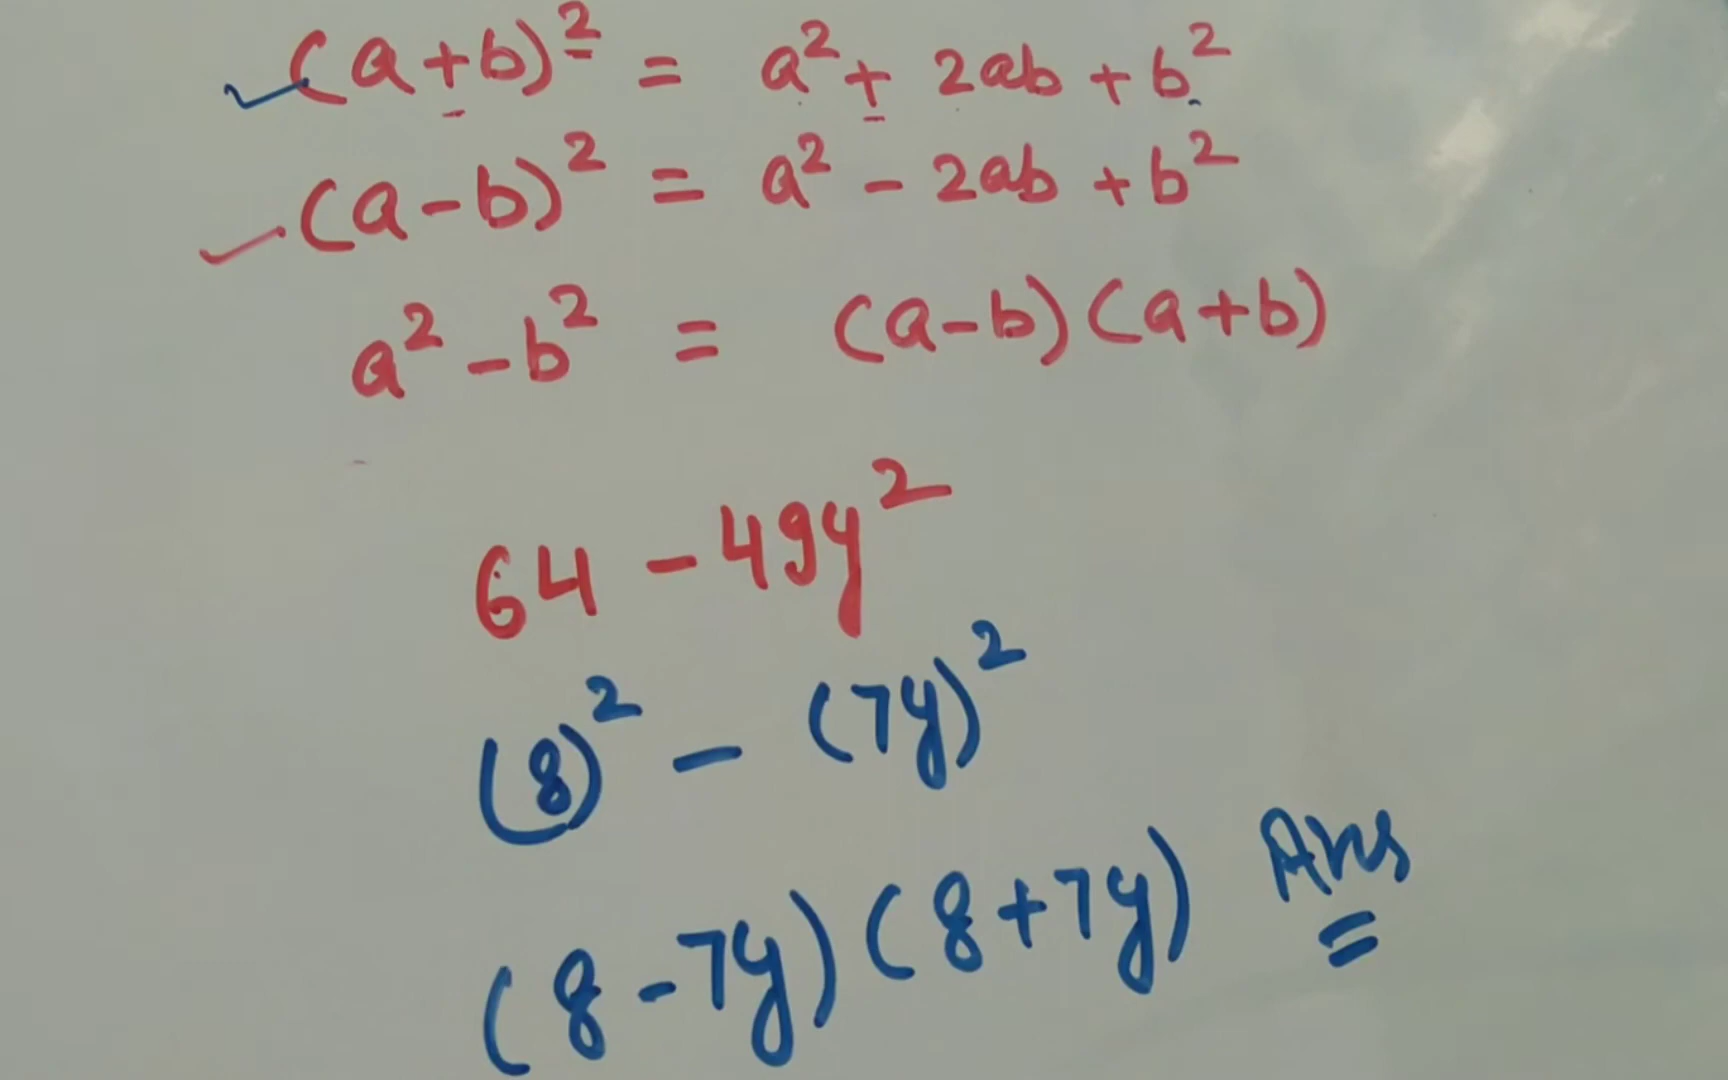 (a+b)² = a² + 2ab + b²
(a-b)² = a² - 2ab + b²
a² - b² = (a-b)(a+b)
64 - 49y²
(8)² - (7y)²
(8-7y)(8+7y) Ans